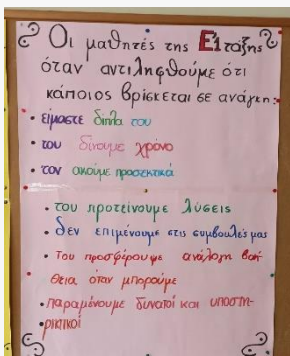 Οι μαθητές της Ε1 τάξης
όταν αντιληφθούμε ότι
κάποιος βρίσκεται σε ανάγκη:
• είμαστε δίπλα του
• του δίνουμε χρόνο
• τον ακούμε προσεκτικά
• του προτείνουμε λύσεις
• δεν επιμένουμε στις συμβουλές μας
• Του προσφέρουμε ανάλογη βοή-
θεια όταν μπορούμε
• παραμένουμε δυνατοί και υποστη-
• ρικτικοί